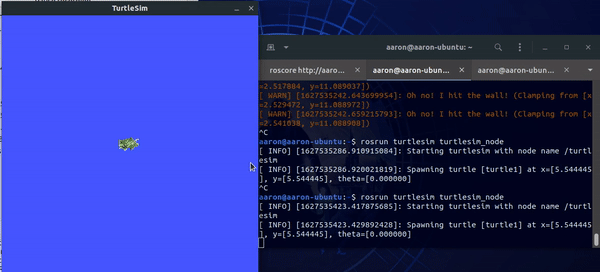 TurtleSim
aaron@aaron-ubuntu: ~
roscore http://aaro...
aaron@aaron-ubun...
aaron@aaron-ubun...
=2.517884, y=11.089037])
[ WARN] [1627535242.643699954]: Oh no! I hit the wall! (Clamping from [x
=2.529472, y=11.088972])
[ WARN] [1627535242.659215793]: Oh no! I hit the wall! (Clamping from [x
=2.541038, y=11.088908])
^C
aaron@aaron-ubuntu:~$ rosrun turtlesim turtlesim_node
[ INFO] [1627535286.910915084]: Starting turtlesim with node name /turtl
esim
[ INFO] [1627535286.920021819]: Spawning turtle [turtle1] at x=[5.544445
], y=[5.544445], theta=[0.000000]
^C
aaron@aaron-ubuntu:~$ rosrun turtlesim turtlesim_node
[ INFO] [1627535423.417875685]: Starting turtlesim with node name /turtl
esim
[ INFO] [1627535423.429892428]: Spawning turtle [turtle1] at x=[5.544445
], y=[5.544445], theta=[0.000000]